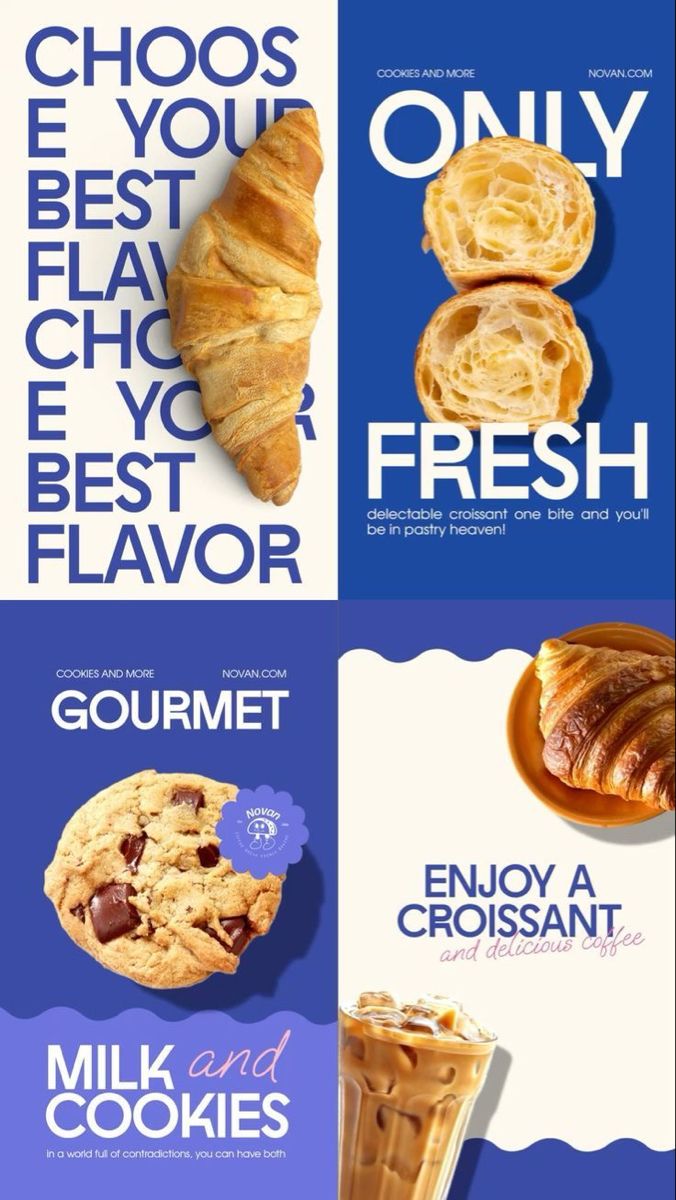 CHOOS
E YOUR
BEST
FLAV
CHO
E YO R
BEST
FLAVOR
COOKIES AND MORE NOVAN.COM
ONLY
FRESH
delectable croissant one bite and you'll
be in pastry heaven!
COOKIES AND MORE NOVAN.COM
GOURMET
Novan
MILK and
COOKIES
in a world full of contradictions, you can have both
ENJOY A
CROISSANT
and delicious coffee